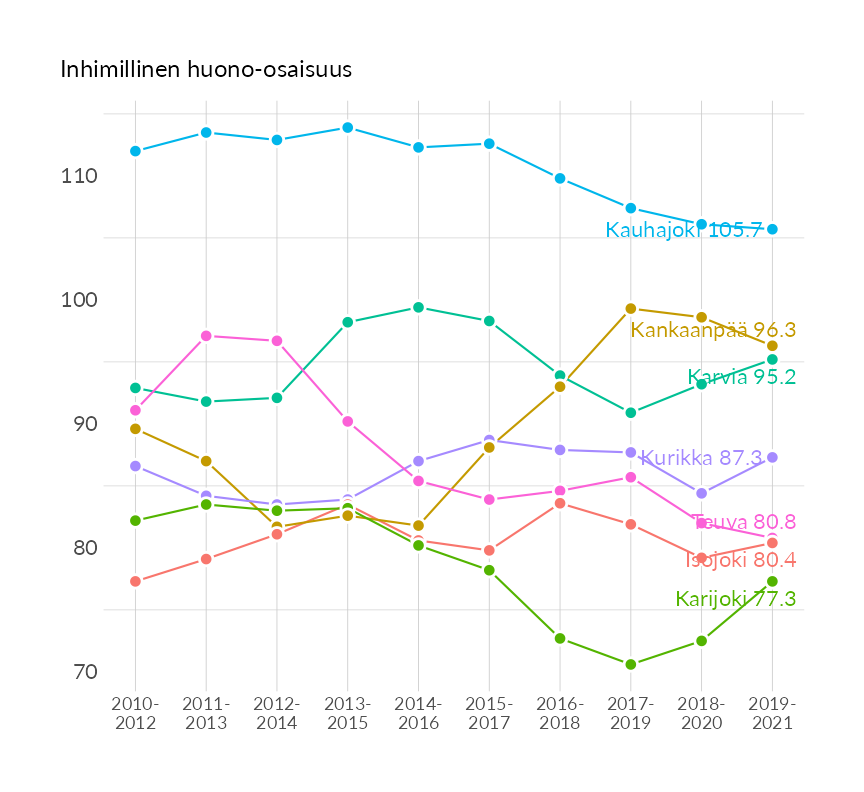 Inhimillinen huono-osaisuus
110
100
90
80
70
Kauhajoki 105.7
Kankaanpää 96.3
Karvia 95.2
Kurikka 87.3
Teuva 80.8
Isojoki 80.4
Karijoki 77.3
2010- 2011- 2012- 2013- 2014- 2015- 2016- 2017- 2018- 2019-
2012 2013 2014 2015 2016 2017 2018 2019 2020 2021